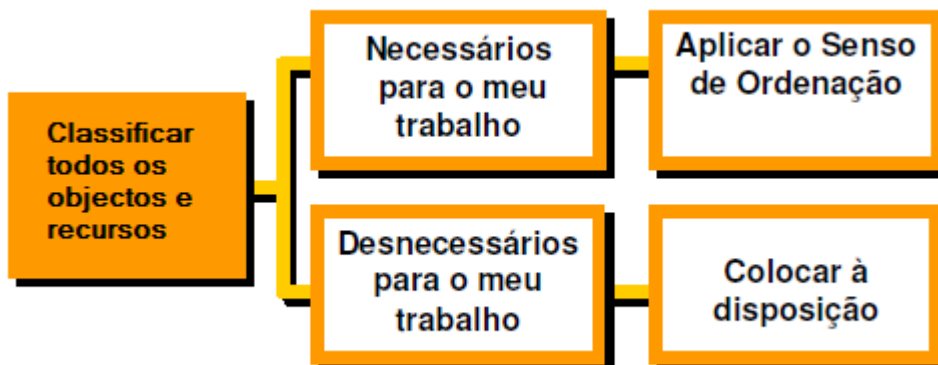 Classificar
todos os
objectos e
recursos
Necessários
para o meu
trabalho
Aplicar o Senso
de Ordenação
Desnecessários
para o meu
trabalho
Colocar à
disposição